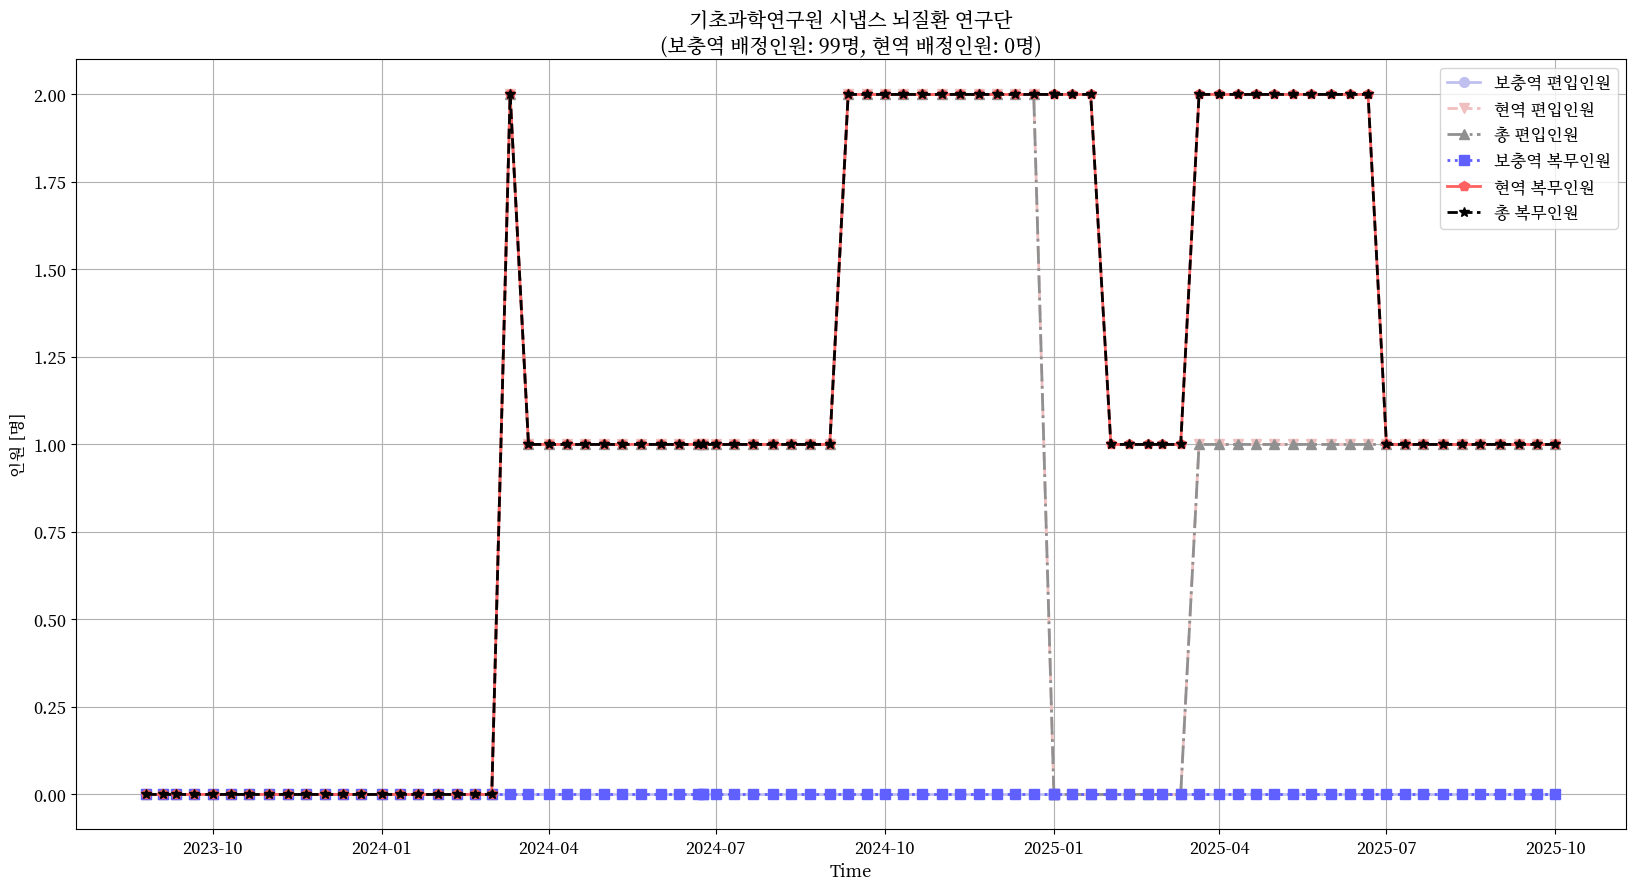 기초과학연구원 시냅스 뇌질환 연구단
(보충역 배정인원: 99명, 현역 배정인원: 0명)
보충역 편입인원
현역 편입인원
총 편입인원
보충역 복무인원
현역 복무인원
총 복무인원
인원 [명]
2.00
1.75
1.50
1.25
1.00
0.75
0.50
0.25
0.00
2023-10
2024-01
2024-04
2024-07
2024-10
2025-01
2025-04
2025-07
2025-10
Time